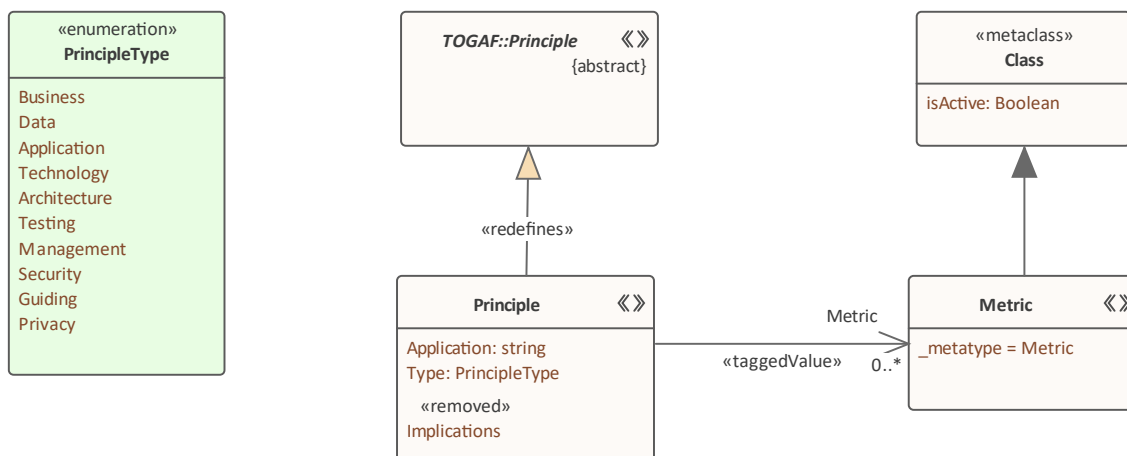 «enumeration»
PrincipleType
Business
Data
Application
Technology
Architecture
Testing
Management
Security
Guiding
Privacy
TOGAF::Principle
{abstract}
«redefines»
Principle
Application: string
Type: PrincipleType
«removed»
Implications
Metric
«taggedValue»
0..*
«metaclass»
Class
isActive: Boolean
Metric
_metatype = Metric